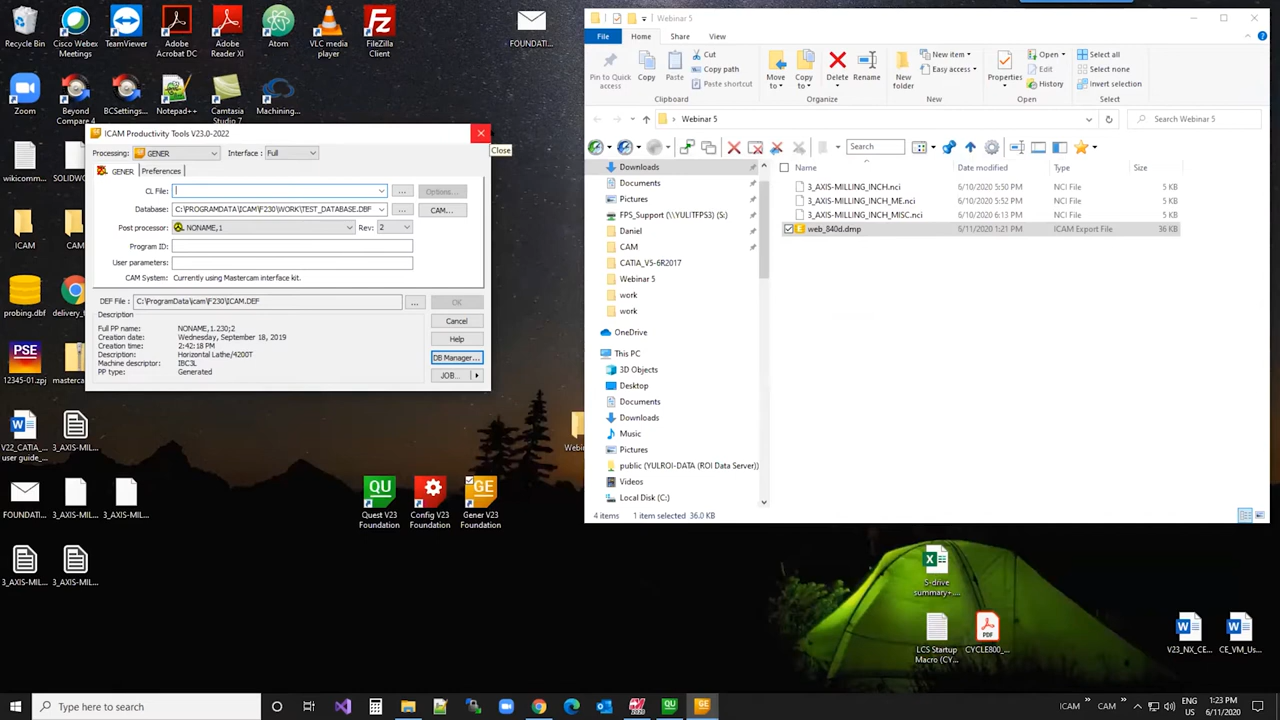 Recycle Bin
Cisco Webex Meetings
TeamViewer
Adobe Acrobat DC
Adobe Reader XI
Atom
VLC media player
FileZilla Client
FOUNDATI...
Zoom
Beyond Compare 4
BCSettings...
Notepad++
Camtasia 2019
Machining...
ICAM
probing.dbf
delivery_
12345-01.zpj
V22_CATIA_ user guide_...
3_AXIS-MIL...
FOUNDATI...
3_AXIS-MIL...
3_AXIS-MIL...
3_AXIS-MIL...
3_AXIS-MIL...
Quest V23 Foundation
Config V23 Foundation
Gener V23 Foundation
ICAM Productivity Tools V23.0-2022
Close
Processing: GENER Interface : Full
GENER Preferences
CL File: ... Options...
Database: C:\PROGRAMDATA\ICAM\F230\WORK\TEST_DATABASE.DBF ... CAM...
Post processor: NONAME, 1 Rev: 2
Program ID:
User parameters:
CAM System: Currently using Mastercam interface kit.
DEF File : C:\ProgramData\icam\F230\ICAM.DEF ... OK
Description
Full PP name: NONAME,1.230;2
Creation date: Wednesday, September 18, 2019
Creation time: 2:42:18 PM
Description: Horizontal Lathe/4200T
Machine descriptor: IBC3L
PP type: Generated
Cancel
Help
DB Manager...
JOB...
Webinar 5
File Home Share View
Pin to Quick access
Copy
Paste
Cut
Copy path
Paste shortcut
Clipboard
Move to
Copy to
Delete
Rename
Organize
New folder
New item
Easy access
New
Properties
Open
Edit
History
Open
Select all
Select none
Invert selection
Select
Webinar 5
Search Webinar 5
Search
Name Date modified Type Size
3_AXIS-MILLING_INCH.nci 6/10/2020 5:50 PM NCI File 5 KB
3_AXIS-MILLING_INCH_ME.nci 6/10/2020 5:52 PM NCI File 5 KB
3_AXIS-MILLING_INCH_MISC.nci 6/10/2020 6:13 PM NCI File 5 KB
web_840d.dmp 6/11/2020 1:21 PM ICAM Export File 36 KB
Downloads
Documents
Pictures
FPS_Support (\\YULITFPS3) (S:)
Daniel
CAM
CATIA_V5-6R2017
Webinar 5
work
work
OneDrive
This PC
3D Objects
Desktop
Documents
Downloads
Music
Pictures
public (YULROI-DATA (ROI Data Server))
Videos
Local Disk (C:)
4 items 1 item selected 36.0 KB
S-drive summary+....
LCS Startup Macro (CY...
CYCLE800_...
PDF
V23_NX_CE...
CE_VM_Us...
Type here to search
ICAM
CAM
ENG
US
1:23 PM
6/11/2020